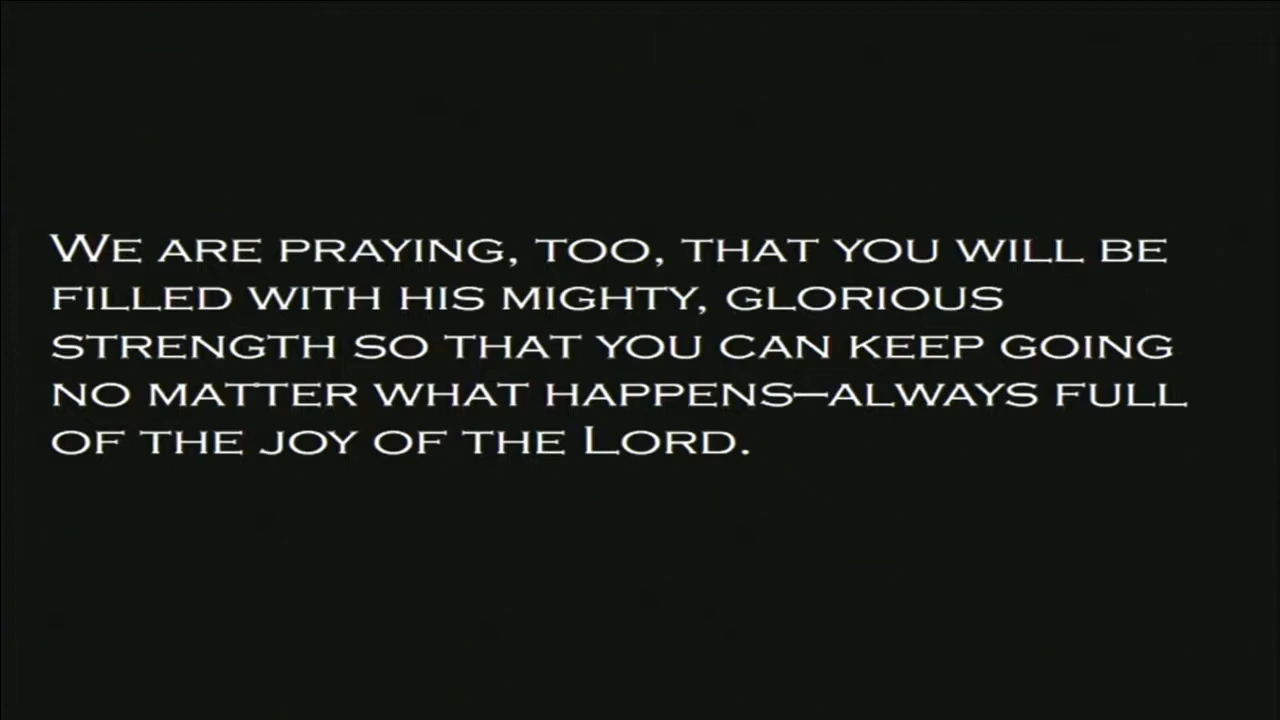 We are praying, too, that you will be
filled with his mighty, glorious
strength so that you can keep going
no matter what happens—always full
of the joy of the Lord.